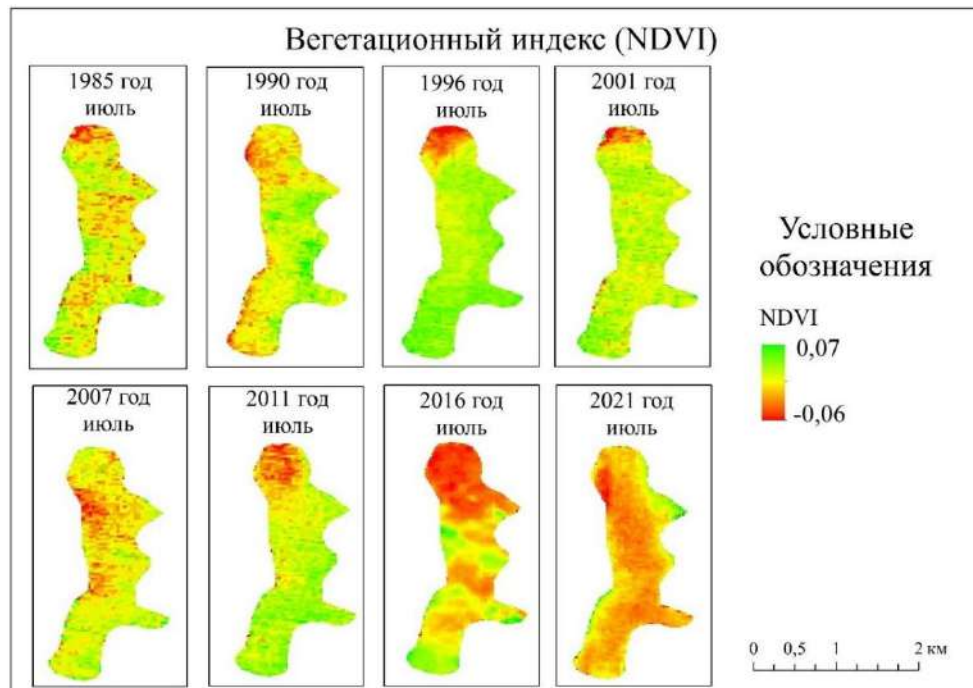 Вегетационный индекс (NDVI)
1985 год
июль
1990 год
июль
1996 год
июль
2001 год
июль
2007 год
июль
2011 год
июль
2016 год
июль
2021 год
июль
Условные
обозначения
NDVI
0,07
-0,06
0 0,5 1 2 км